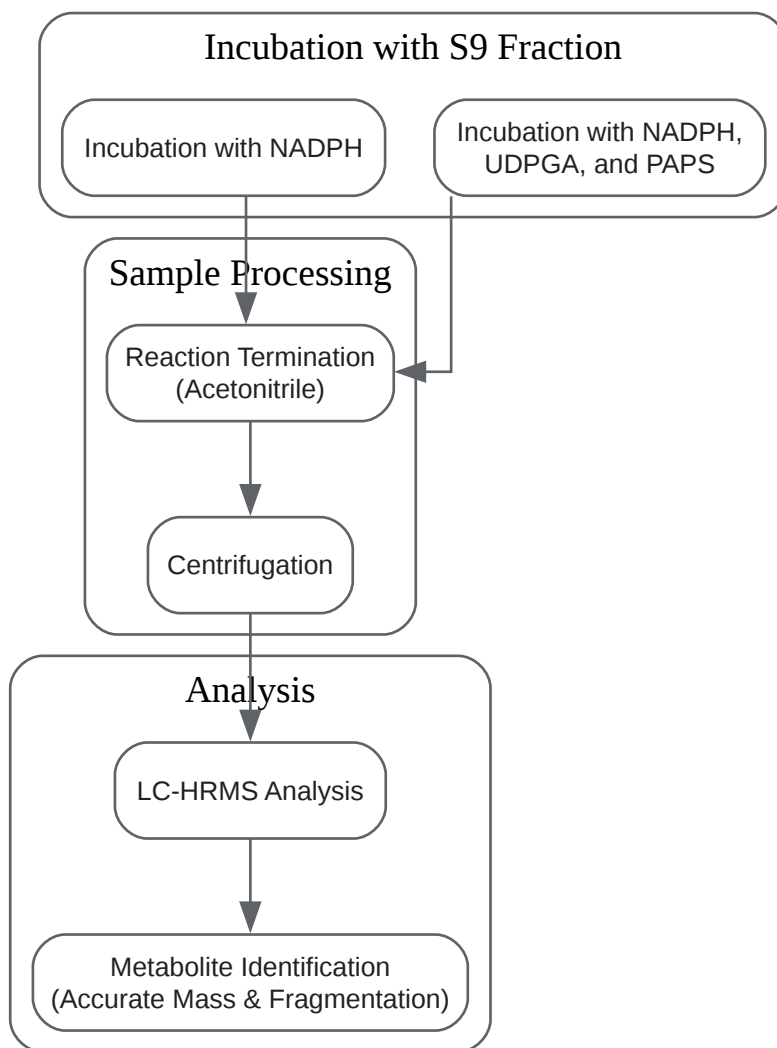 Incubation with S9 Fraction
Incubation with NADPH
Incubation with NADPH,
UDPGA, and PAPS
Sample Processing
Reaction Termination
(Acetonitrile)
Centrifugation
Analysis
LC-HRMS Analysis
Metabolite Identification
(Accurate Mass & Fragmentation)